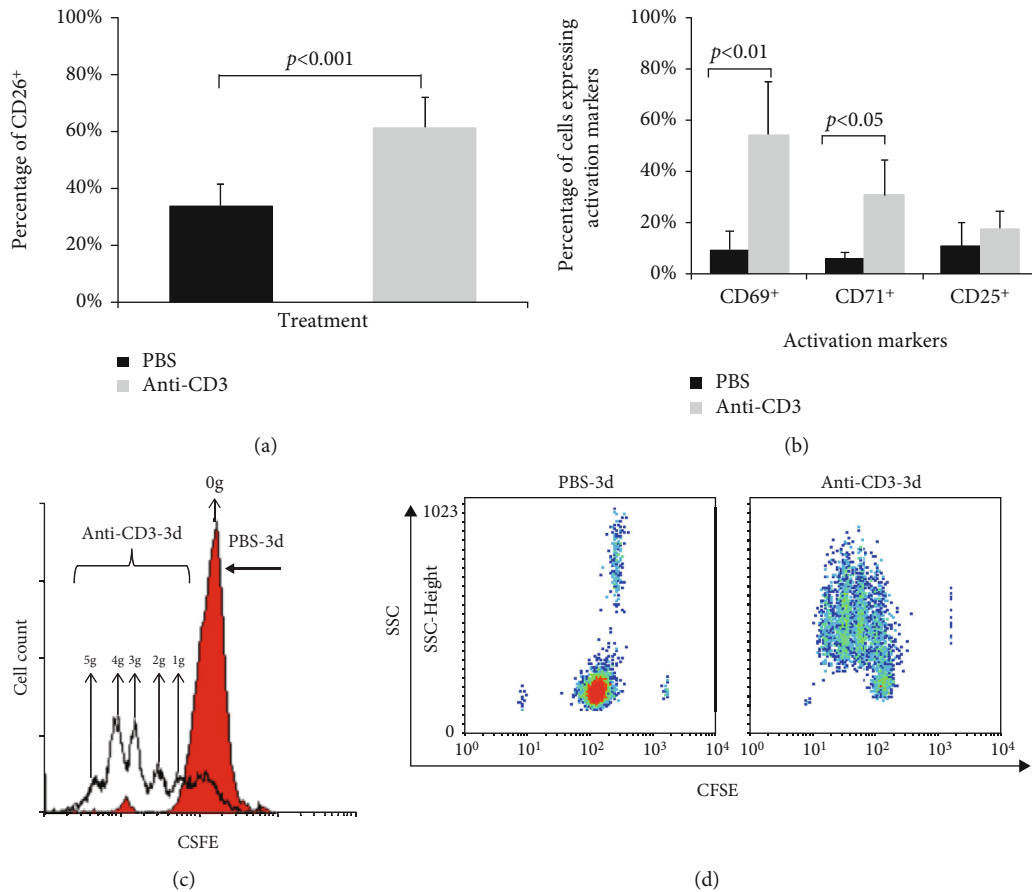 100%
80%
60%
40%
20%
0%
Percentage of CD26⁺
p<0.001
Treatment
PBS
Anti-CD3
(a)
100%
80%
60%
40%
20%
0%
Percentage of cells expressing
activation markers
p<0.01
p<0.05
CD69⁺ CD71⁺ CD25⁺
Activation markers
PBS
Anti-CD3
(b)
0g
Anti-CD3-3d
PBS-3d
5g 4g 3g 2g 1g
Cell count
CSFE
(c)
PBS-3d
Anti-CD3-3d
1023
SSC
SSC-Height
0
10⁰ 10¹ 10² 10³ 10⁴
10⁰ 10¹ 10² 10³ 10⁴
CFSE
(d)